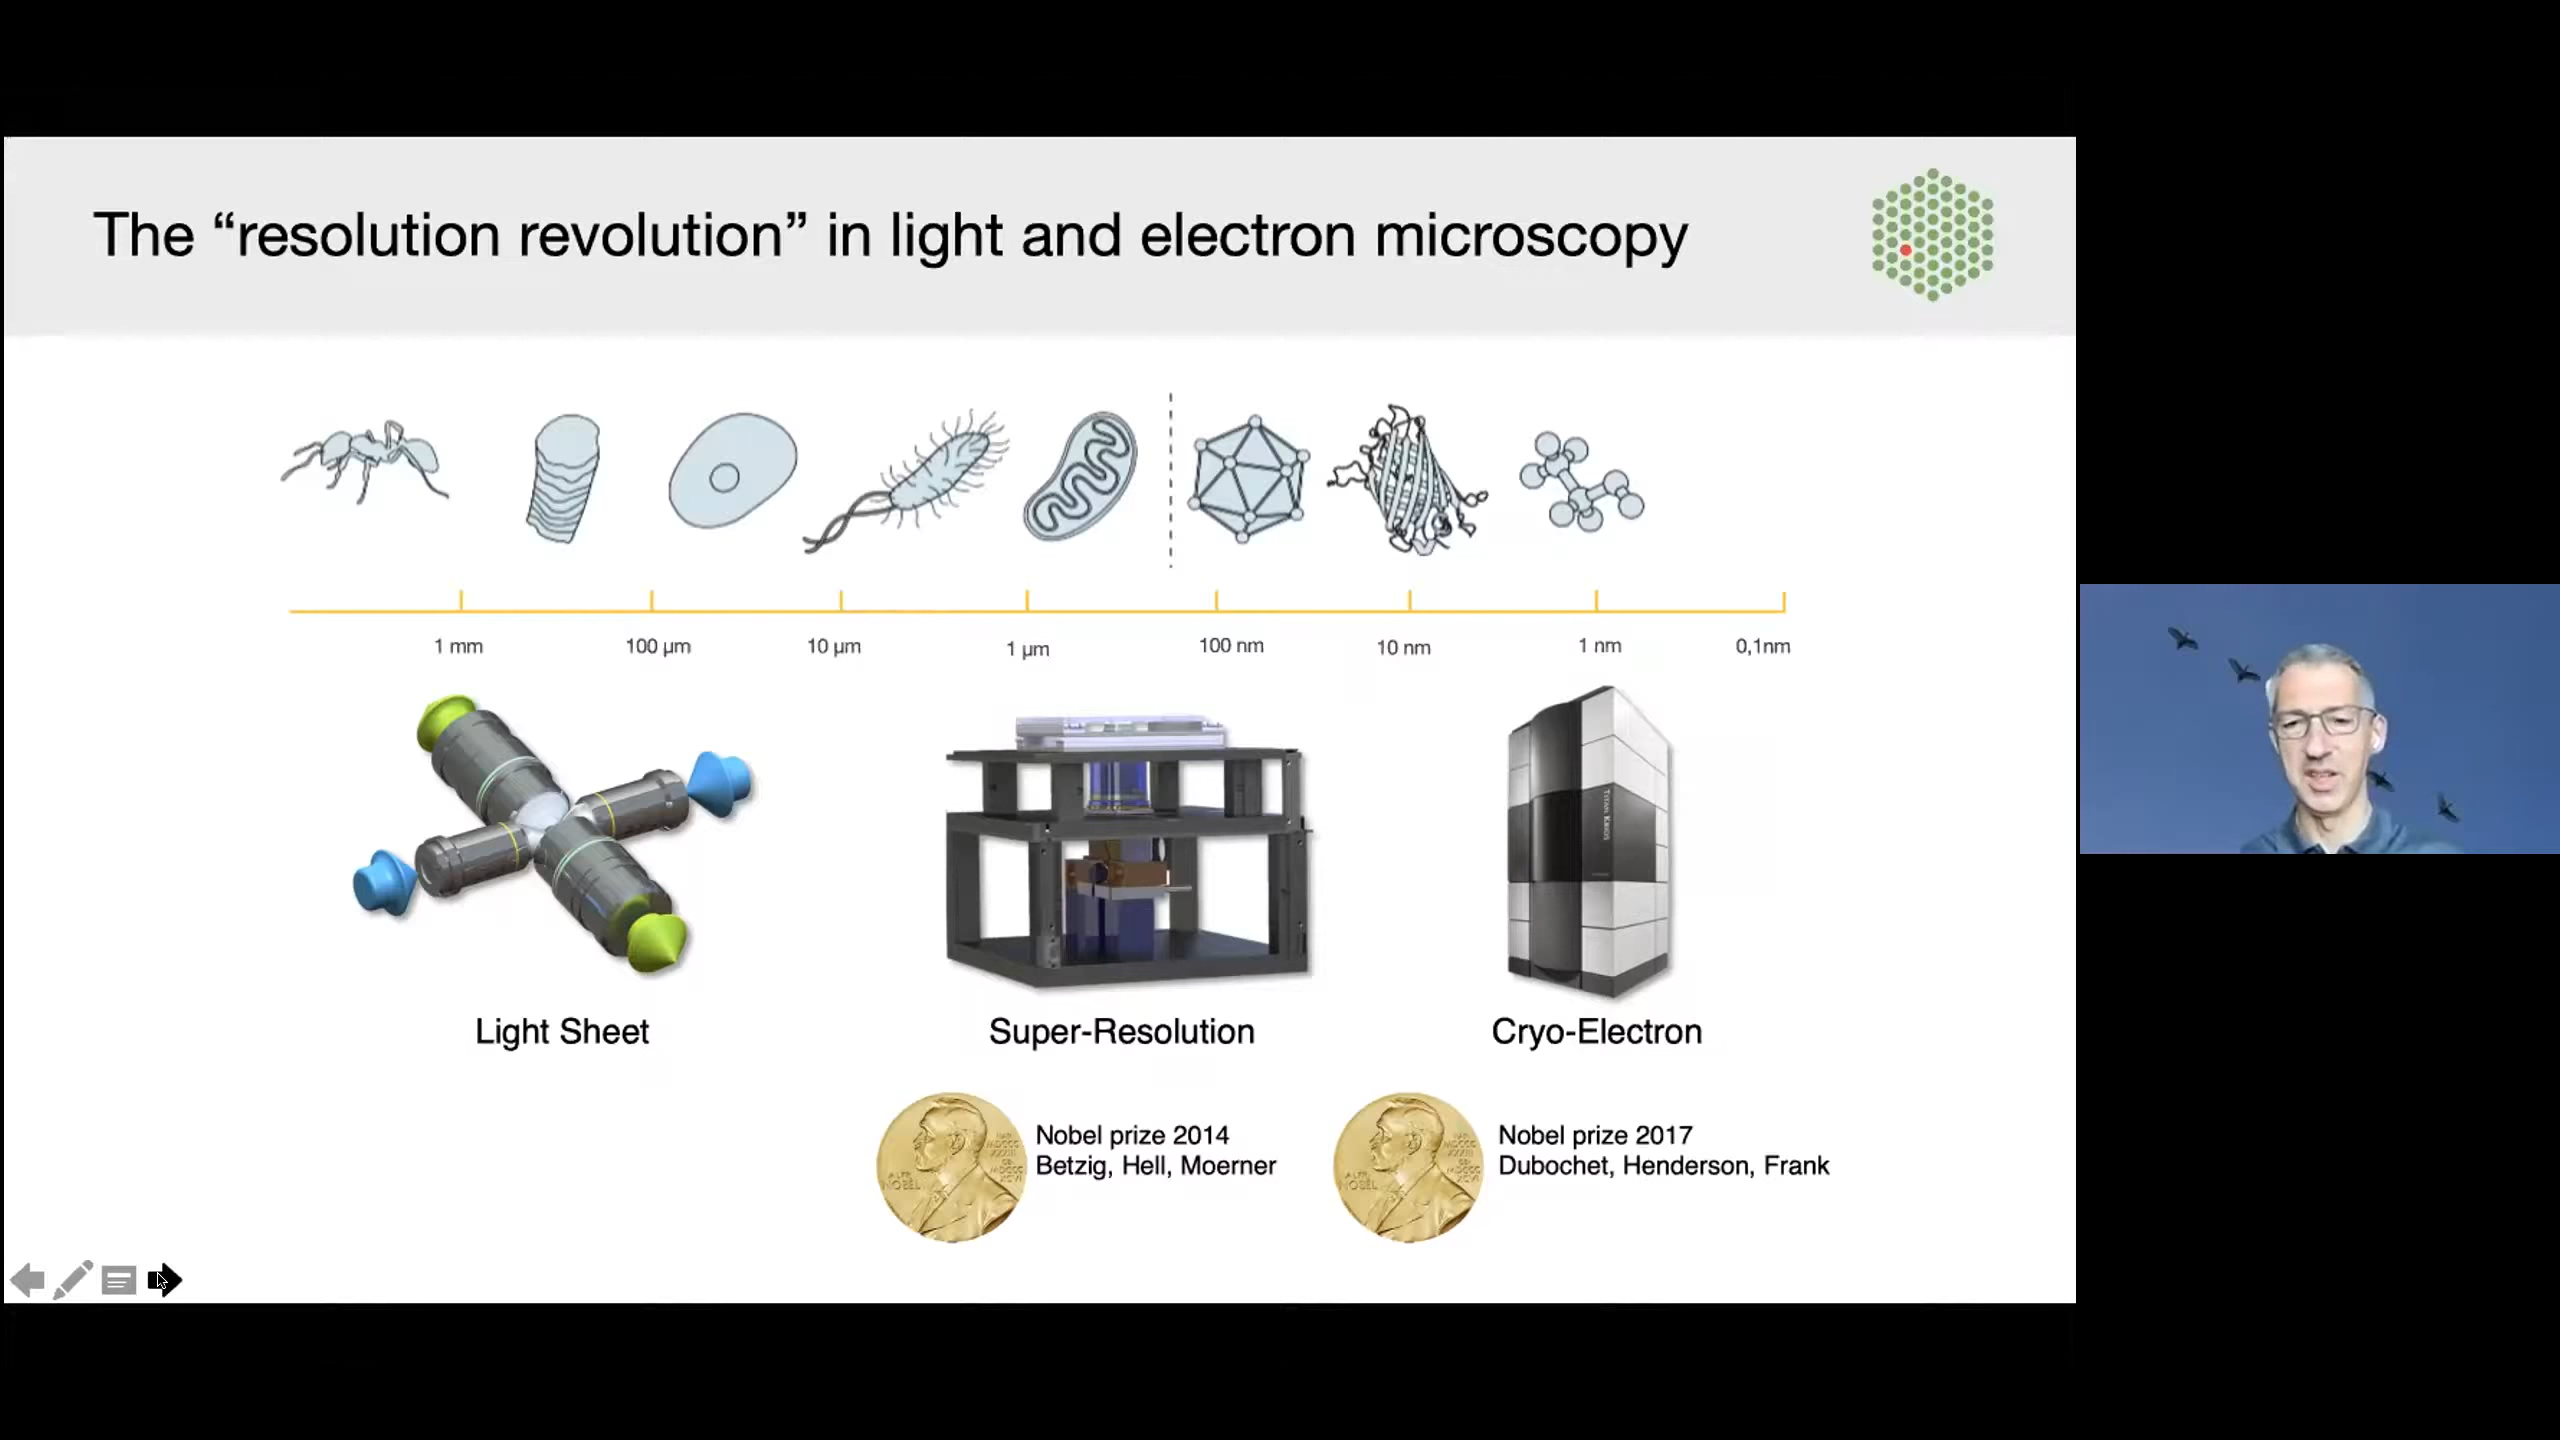 The “resolution revolution” in light and electron microscopy
1 mm
100 µm
10 µm
1 µm
100 nm
10 nm
1 nm
0,1nm
TITAN KRIOS
Light Sheet
Super-Resolution
Cryo-Electron
Nobel prize 2014
Betzig, Hell, Moerner
Nobel prize 2017
Dubochet, Henderson, Frank